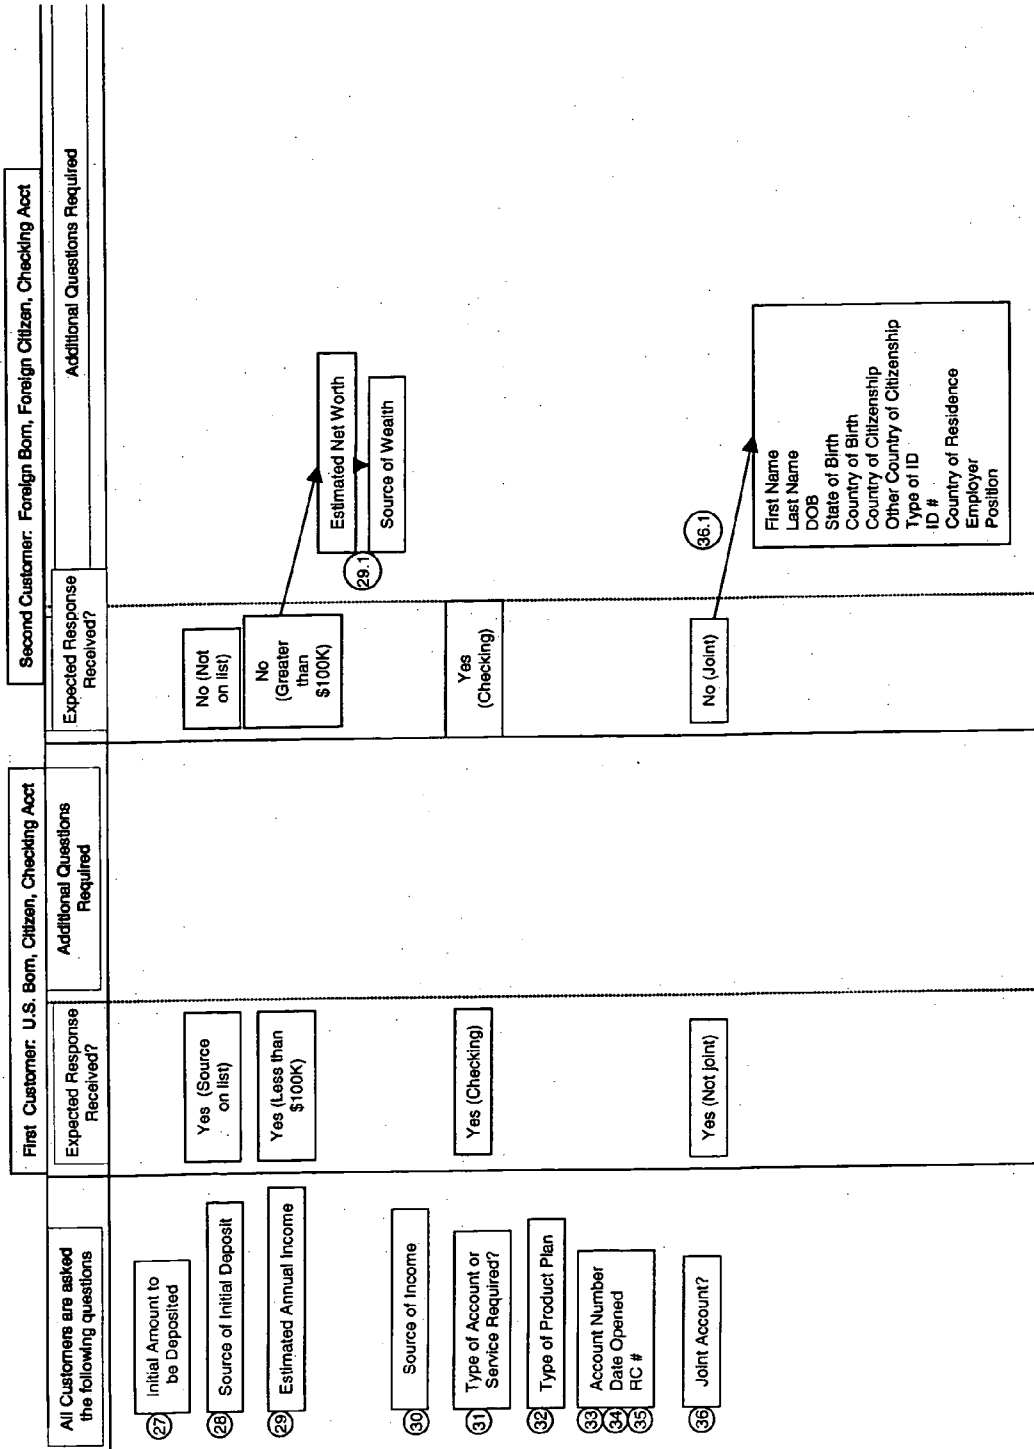 First Customer: U.S. Born, Citizen, Checking Acct
Second Customer: Foreign Born, Foreign Citizen, Checking Acct
All Customers are asked
the following questions
Expected Response
Received?
Additional Questions
Required
Expected Response
Received?
Additional Questions Required
27
Initial Amount to
be Deposited
28
Source of Initial Deposit
Yes (Source
on list)
No (Not
on list)
29
Estimated Annual Income
Yes (Less than
$100K)
No
(Greater
than
$100K)
29.1
Estimated Net Worth
Source of Wealth
30
Source of Income
31
Type of Account or
Service Required?
Yes (Checking)
Yes
(Checking)
32
Type of Product Plan
33
34
35
Account Number
Date Opened
RC #
36
Joint Account?
Yes (Not joint)
No (Joint)
36.1
First Name
Last Name
DOB
State of Birth
Country of Birth
Country of Citizenship
Other Country of Citizenship
Type of ID
ID #
Country of Residence
Employer
Position